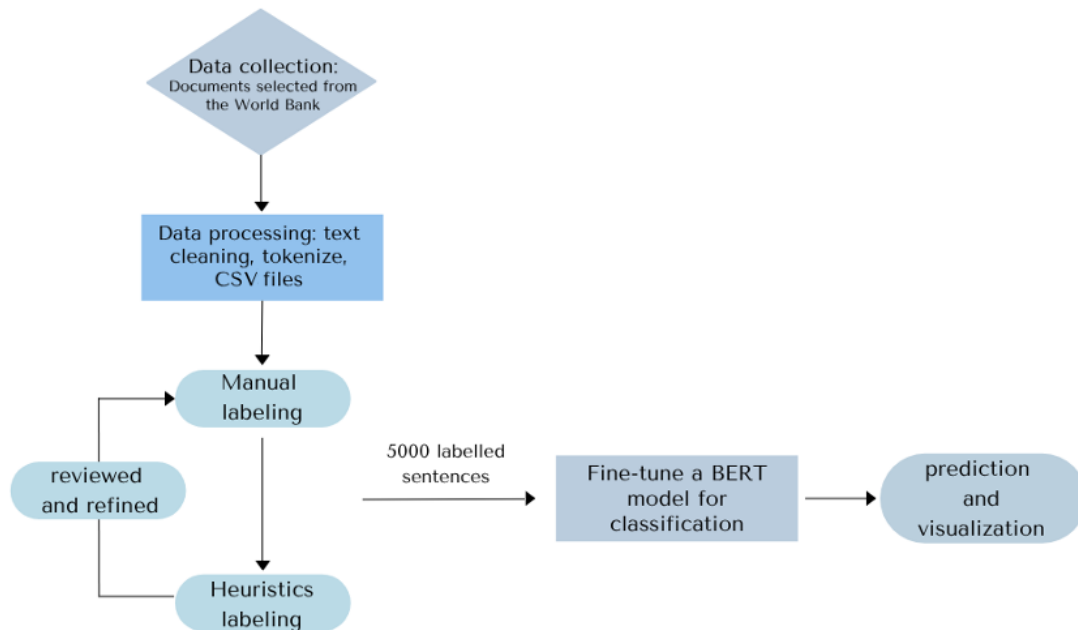 Data collection:
Documents selected from
the World Bank
Data processing: text
cleaning, tokenize,
CSV files
Manual
labeling
reviewed
and refined
Heuristics
labeling
5000 labelled
sentences
Fine-tune a BERT
model for
classification
prediction
and
visualization